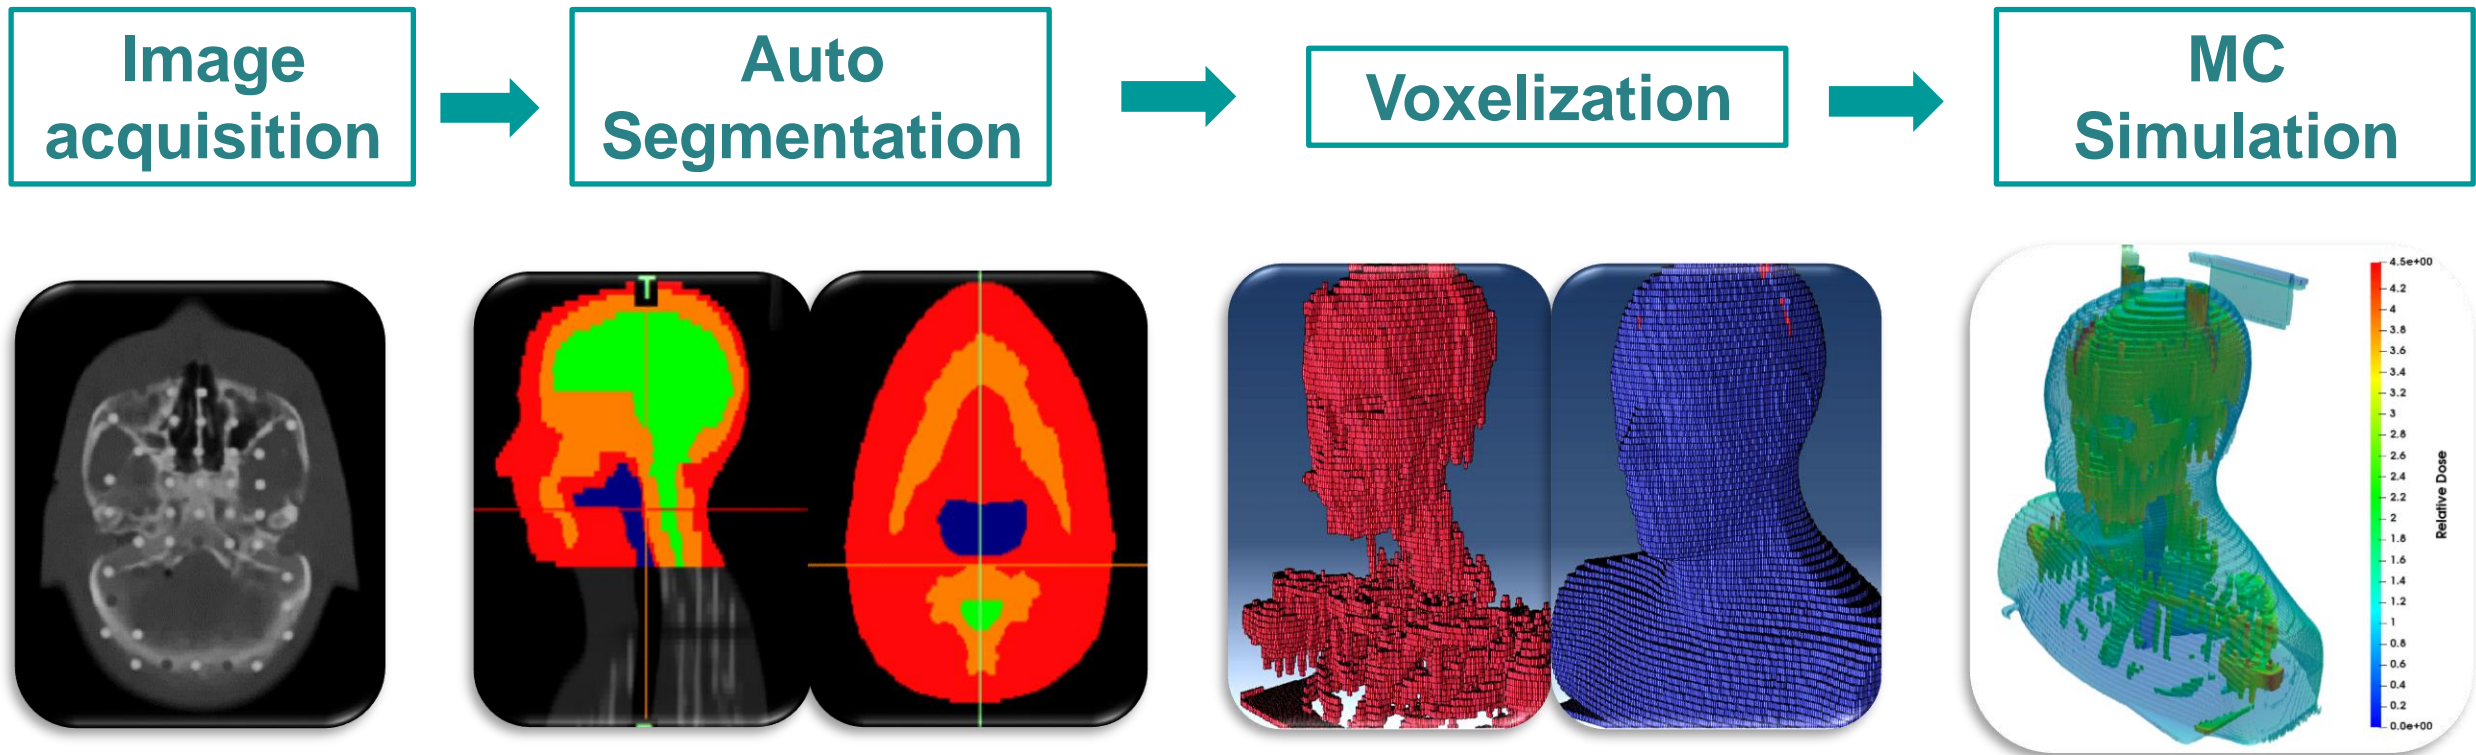 Image
acquisition
Auto
Segmentation
Voxelization
MC
Simulation
T
4.5e+00
4.2
4
3.8
3.6
3.4
3.2
3
2.8
2.6
2.4
2.2
2
1.8
1.6
1.4
1.2
1
0.8
0.6
0.4
0.2
0.0e+00
Relative Dose